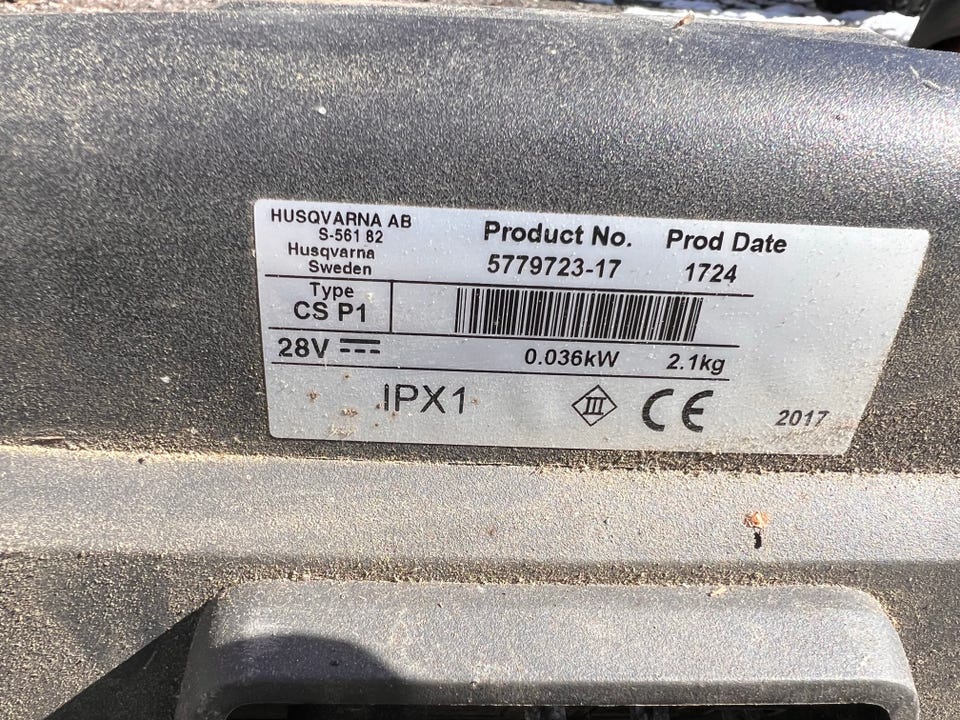 HUSQVARNA AB
S-561 82
Husqvarna
Sweden
Product No.
5779723-17
Prod Date
1724
Type
CS P1
28V
0.036kW
2.1kg
IPX1
III
CE
2017